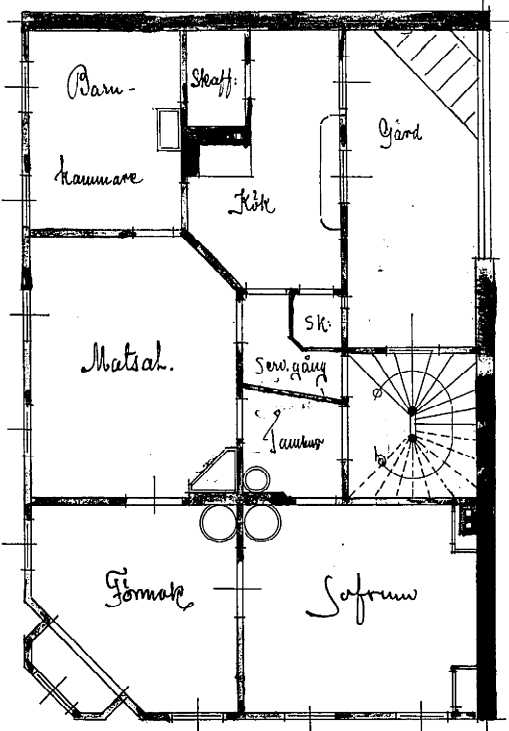 Barn-
kammare
Skaff:
Gård
Kök
Sk:
Matsal.
Serv.gång
Tambur
Förmak
Sofrum